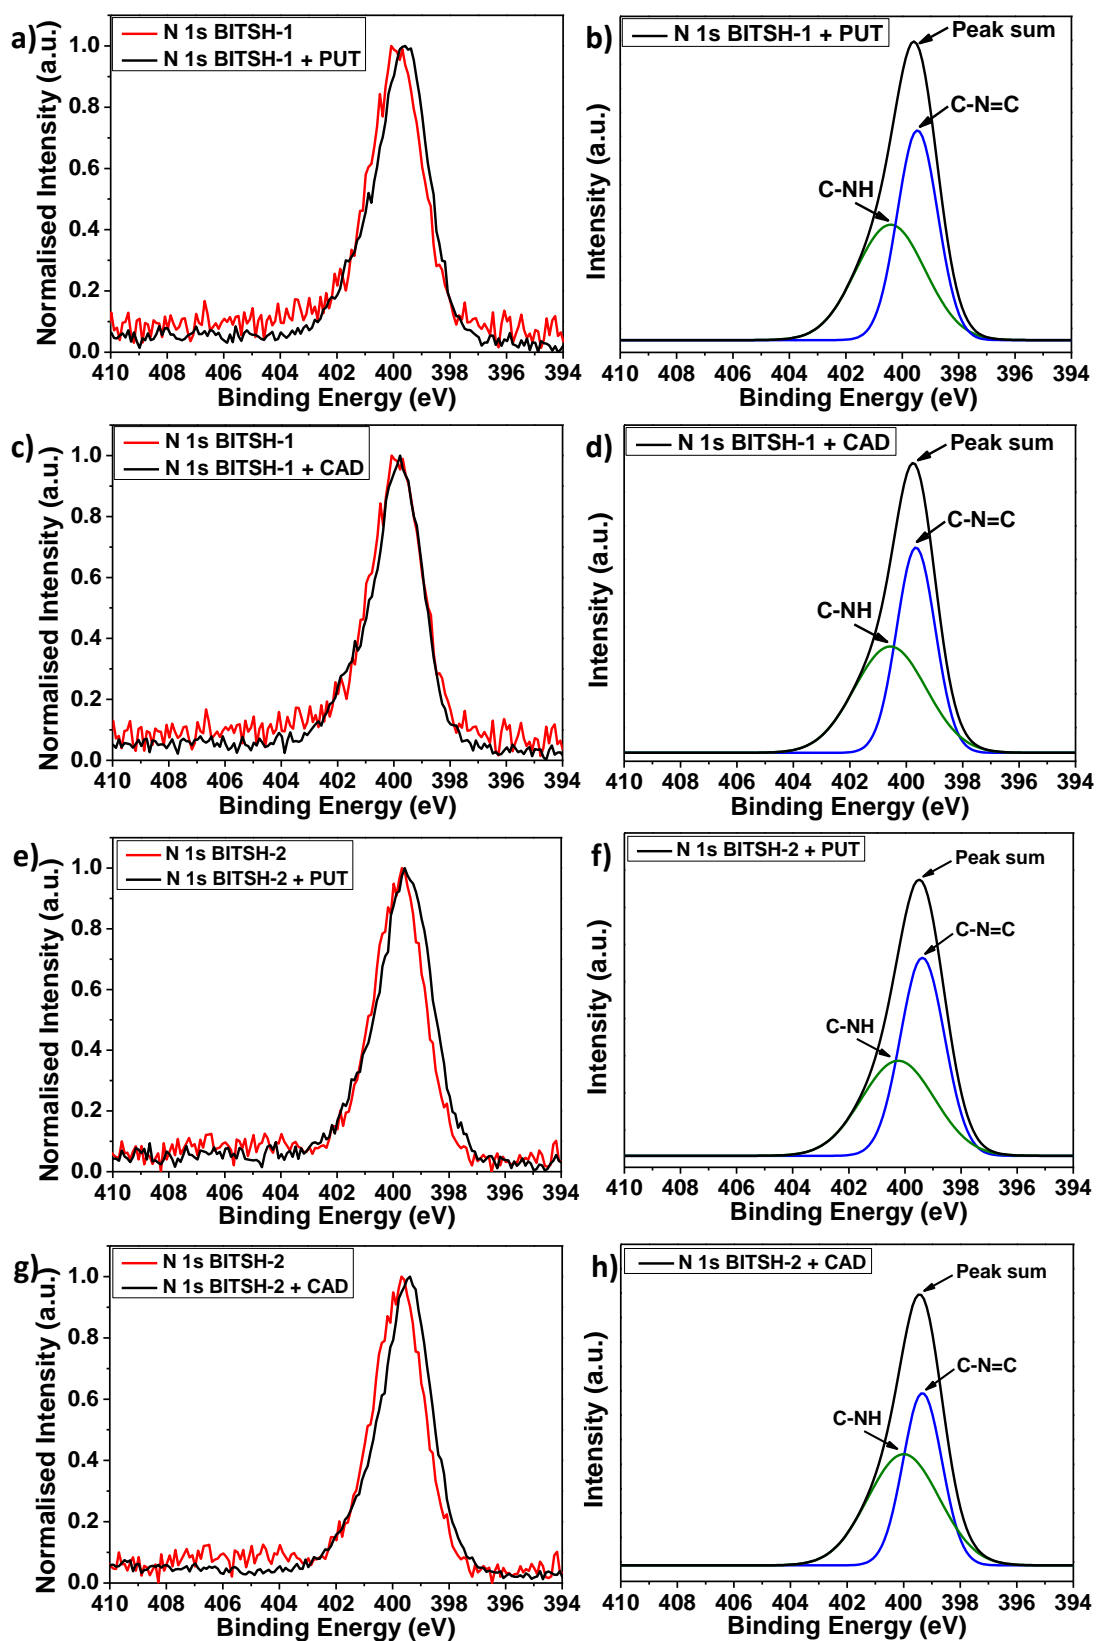 a)
N 1s BITSH-1
N 1s BITSH-1 + PUT
Normalised Intensity (a.u.)
1.0
0.8
0.6
0.4
0.2
0.0
410 408 406 404 402 400 398 396 394
Binding Energy (eV)
b)
N 1s BITSH-1 + PUT
Peak sum
C-N=C
C-NH
Intensity (a.u.)
410 408 406 404 402 400 398 396 394
Binding Energy (eV)
c)
N 1s BITSH-1
N 1s BITSH-1 + CAD
Normalised Intensity (a.u.)
1.0
0.8
0.6
0.4
0.2
0.0
410 408 406 404 402 400 398 396 394
Binding Energy (eV)
d)
N 1s BITSH-1 + CAD
Peak sum
C-N=C
C-NH
Intensity (a.u.)
410 408 406 404 402 400 398 396 394
Binding Energy (eV)
e)
N 1s BITSH-2
N 1s BITSH-2 + PUT
Normalised Intensity (a.u.)
1.0
0.8
0.6
0.4
0.2
0.0
410 408 406 404 402 400 398 396 394
Binding Energy (eV)
f)
N 1s BITSH-2 + PUT
Peak sum
C-N=C
C-NH
Intensity (a.u.)
410 408 406 404 402 400 398 396 394
Binding Energy (eV)
g)
N 1s BITSH-2
N 1s BITSH-2 + CAD
Normalised Intensity (a.u.)
1.0
0.8
0.6
0.4
0.2
0.0
410 408 406 404 402 400 398 396 394
Binding Energy (eV)
h)
N 1s BITSH-2 + CAD
Peak sum
C-N=C
C-NH
Intensity (a.u.)
410 408 406 404 402 400 398 396 394
Binding Energy (eV)